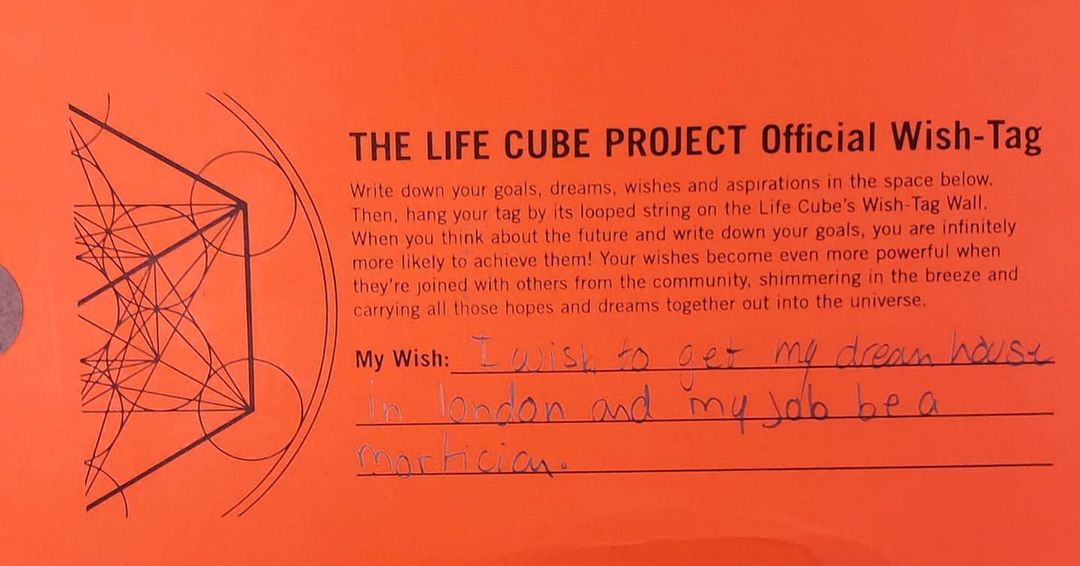 THE LIFE CUBE PROJECT Official Wish-Tag
Write down your goals, dreams, wishes and aspirations in the space below.
Then, hang your tag by its looped string on the Life Cube's Wish-Tag Wall.
When you think about the future and write down your goals, you are infinitely
more likely to achieve them! Your wishes become even more powerful when
they're joined with others from the community, shimmering in the breeze and
carrying all those hopes and dreams together out into the universe.
My Wish: I wish to get my dream house
in london and my job be a
mortician.